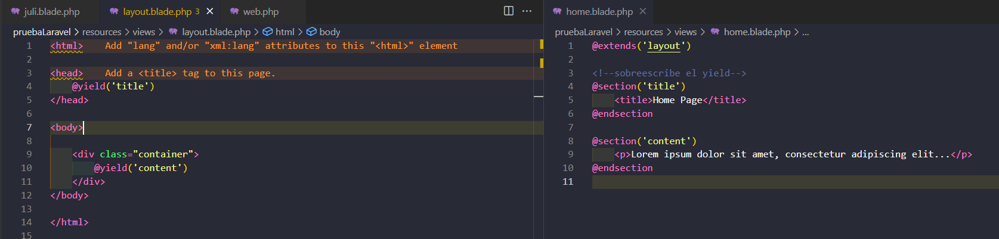 juli.blade.php
layout.blade.php 3
web.php
pruebaLaravel > resources > views > layout.blade.php > html > body
1 <html> Add "lang" and/or "xml:lang" attributes to this "<html>" element
2
3 <head> Add a <title> tag to this page.
4 @yield('title')
5 </head>
6
7 <body>
8
9 <div class="container">
10 @yield('content')
11 </div>
12 </body>
13
14 </html>
15
home.blade.php
pruebaLaravel > resources > views > home.blade.php > ...
1 @extends('layout')
2
3 <!--sobreescribe el yield-->
4 @section('title')
5 <title>Home Page</title>
6 @endsection
7
8 @section('content')
9 <p>Lorem ipsum dolor sit amet, consectetur adipiscing elit...</p>
10 @endsection
11